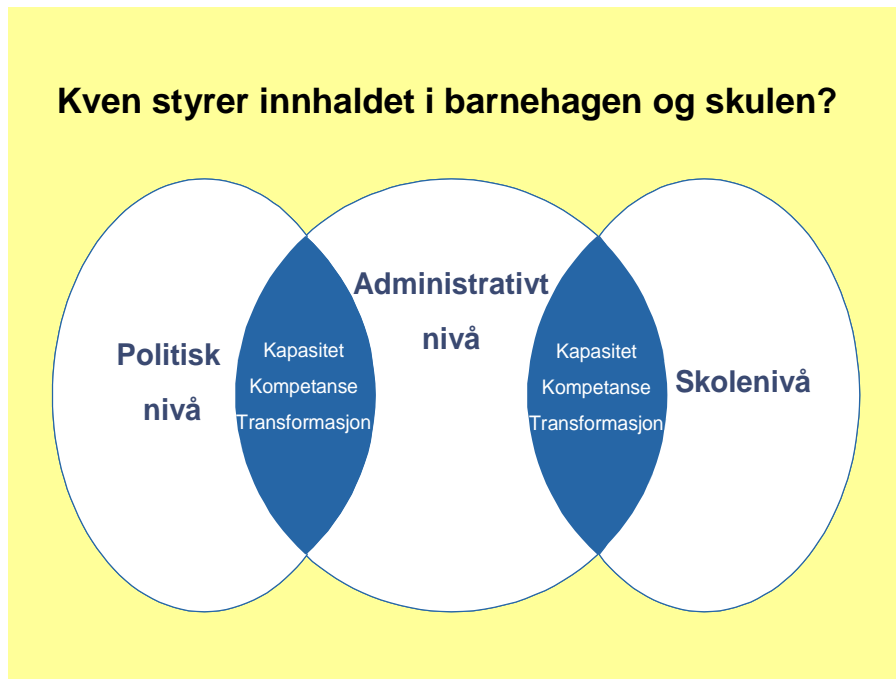 Kven styrer innhaldet i barnehagen og skulen?
Politisk
nivå
Kapasitet
Kompetanse
Transformasjon
Administrativt
nivå
Kapasitet
Kompetanse
Transformasjon
Skolenivå